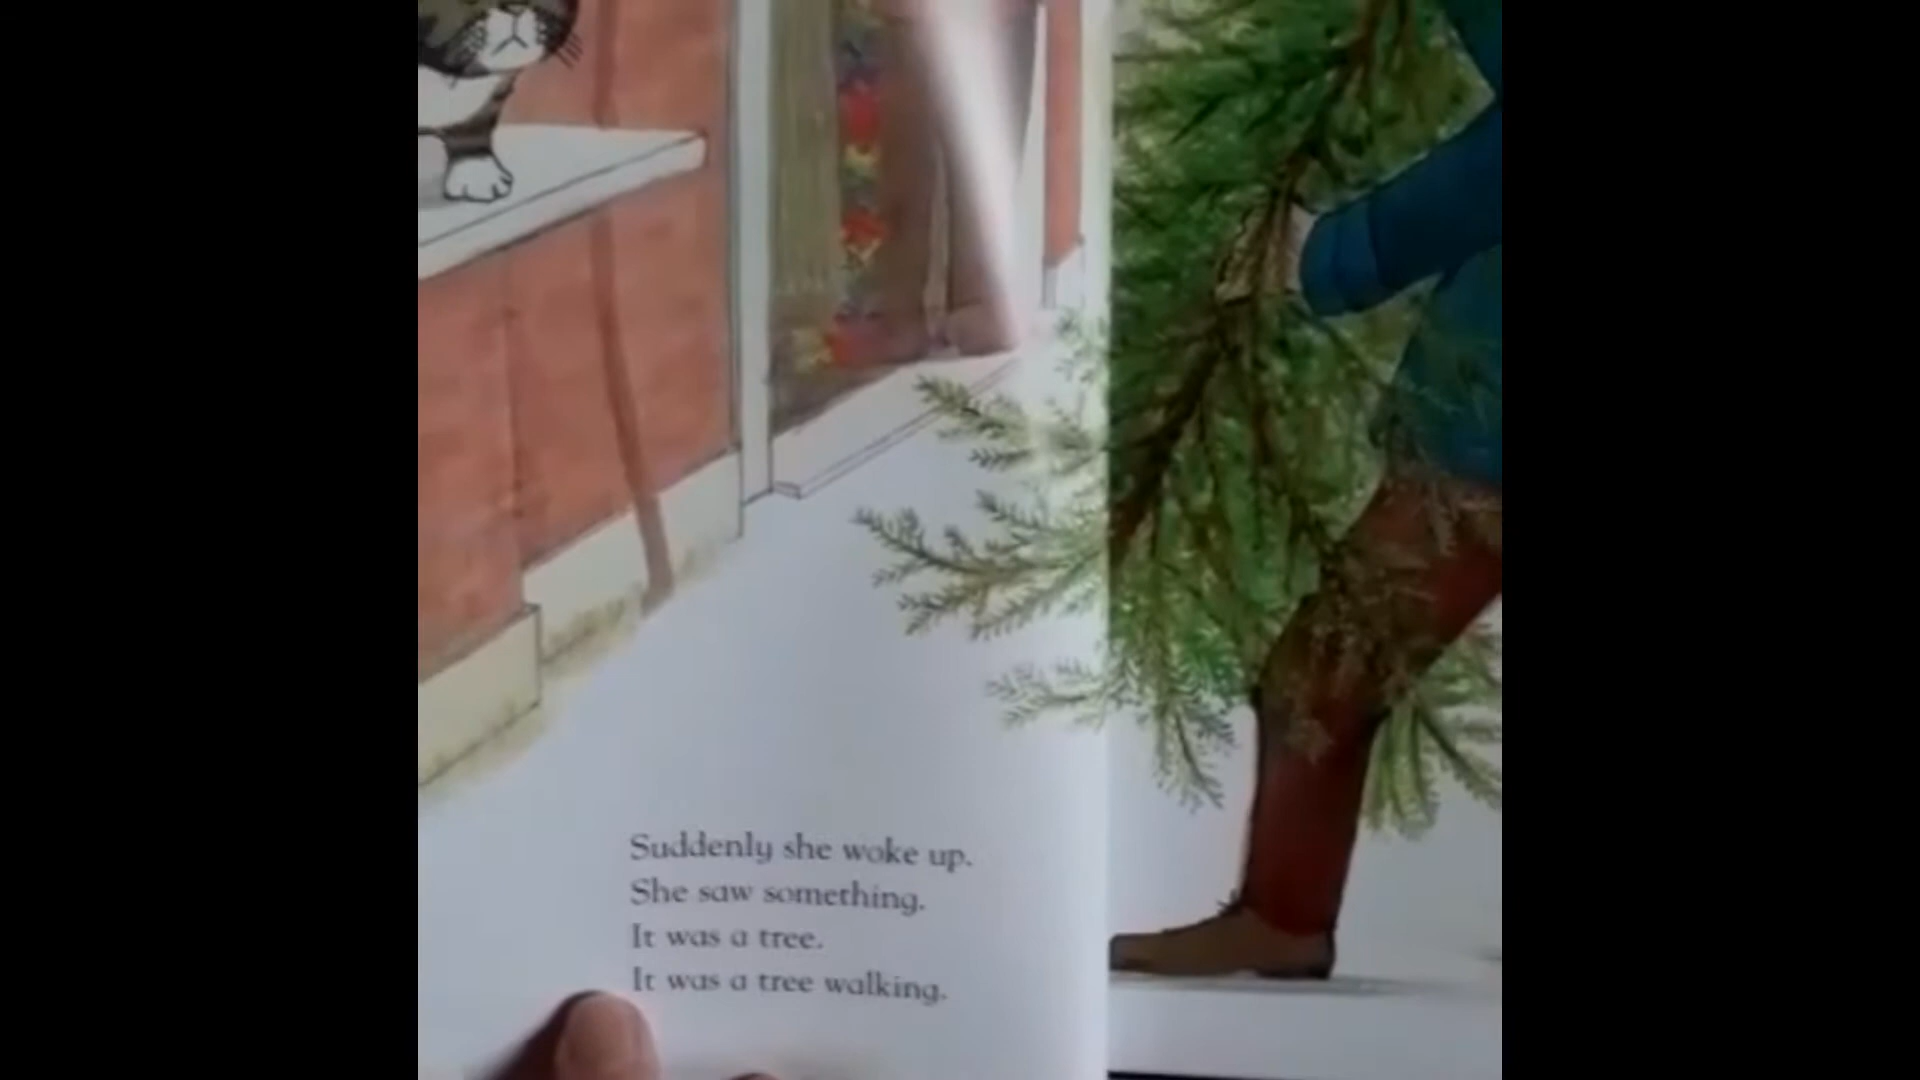 Suddenly she woke up.
She saw something.
It was a tree.
It was a tree walking.